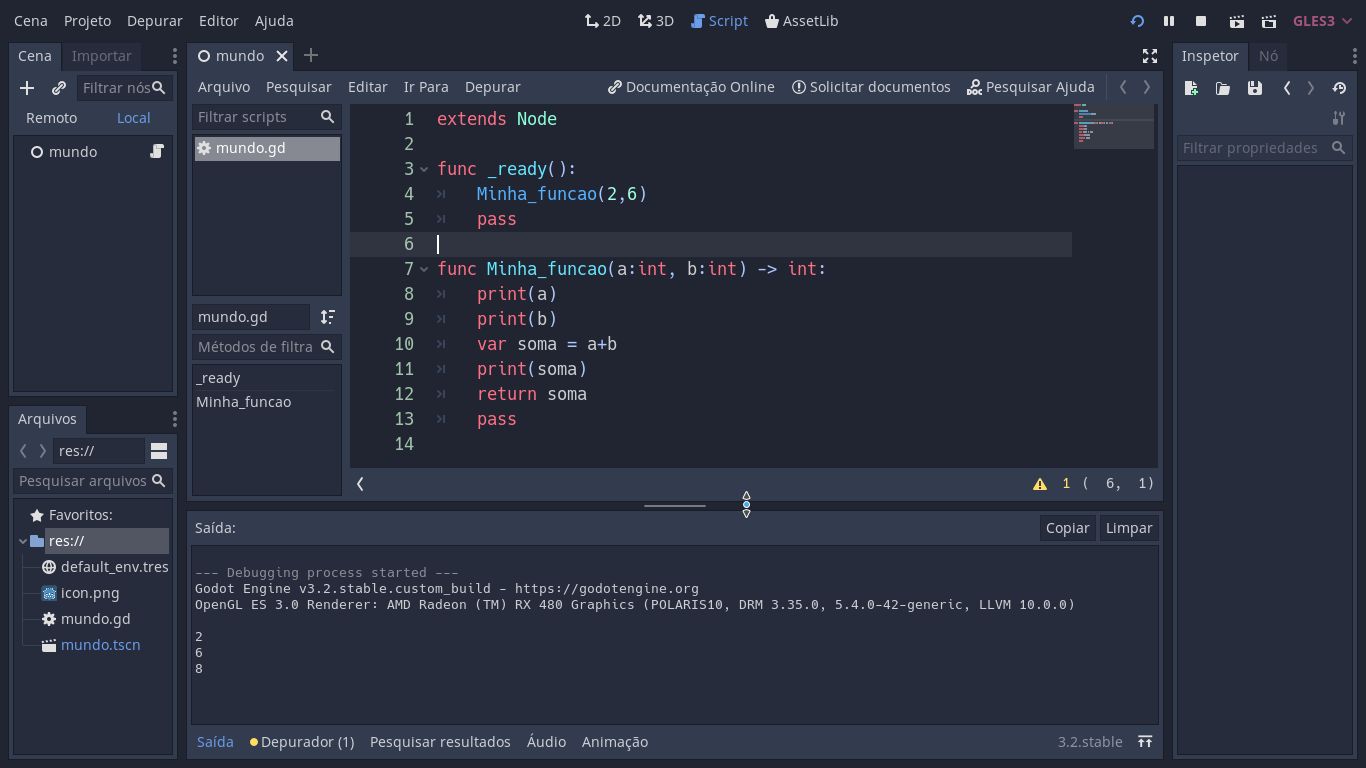 Cena Projeto Depurar Editor Ajuda 2D 3D Script AssetLib GLES3
Cena Importar
Filtrar nós
Remoto Local
mundo
Arquivos
res://
Pesquisar arquivos
Favoritos:
res://
default_env.tres
icon.png
mundo.gd
mundo.tscn
mundo
Arquivo Pesquisar Editar Ir Para Depurar Documentação Online Solicitar documentos Pesquisar Ajuda
Filtrar scripts
mundo.gd
mundo.gd
Métodos de filtra
_ready
Minha_funcao
1 extends Node
2
3 func _ready():
4 Minha_funcao(2,6)
5 pass
6
7 func Minha_funcao(a:int, b:int) -> int:
8 print(a)
9 print(b)
10 var soma = a+b
11 print(soma)
12 return soma
13 pass
14
1 ( 6, 1)
Saída: Copiar Limpar
--- Debugging process started ---
Godot Engine v3.2.stable.custom_build - https://godotengine.org
OpenGL ES 3.0 Renderer: AMD Radeon (TM) RX 480 Graphics (POLARIS10, DRM 3.35.0, 5.4.0-42-generic, LLVM 10.0.0)
2
6
8
Saída Depurador (1) Pesquisar resultados Áudio Animação 3.2.stable
Inspetor Nó
Filtrar propriedades